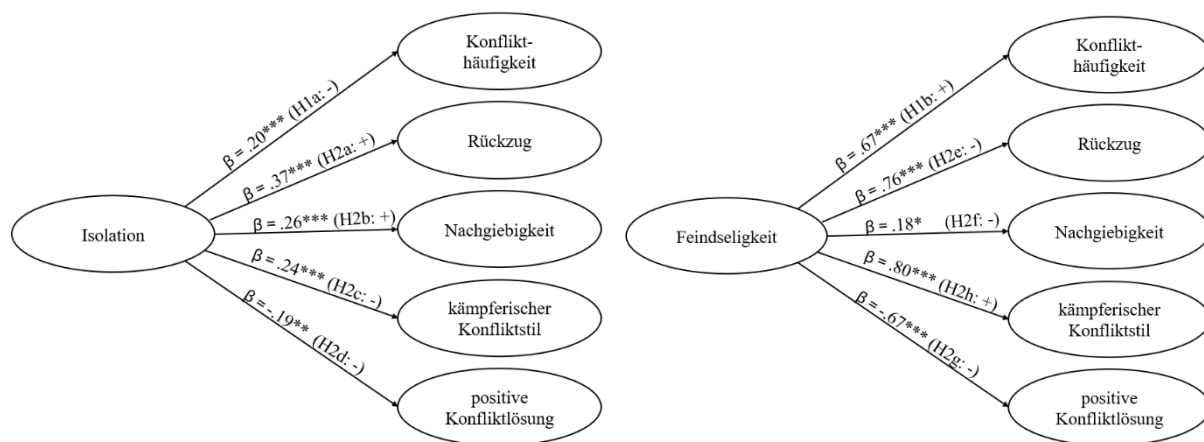 Konflikt-
häufigkeit
β = .20*** (H1a: -)
Rückzug
β = .37*** (H2a: +)
Isolation
β = .26*** (H2b: +)
Nachgiebigkeit
β = .24*** (H2c: -)
kämpferischer
Konfliktstil
β = -.19** (H2d: -)
positive
Konfliktlösung
Konflikt-
häufigkeit
β = .67*** (H1b: +)
Rückzug
β = .76*** (H2e: -)
Feindseligkeit
β = .18* (H2f: -)
Nachgiebigkeit
β = .80*** (H2h: +)
kämpferischer
Konfliktstil
β = -.67*** (H2g: -)
positive
Konfliktlösung